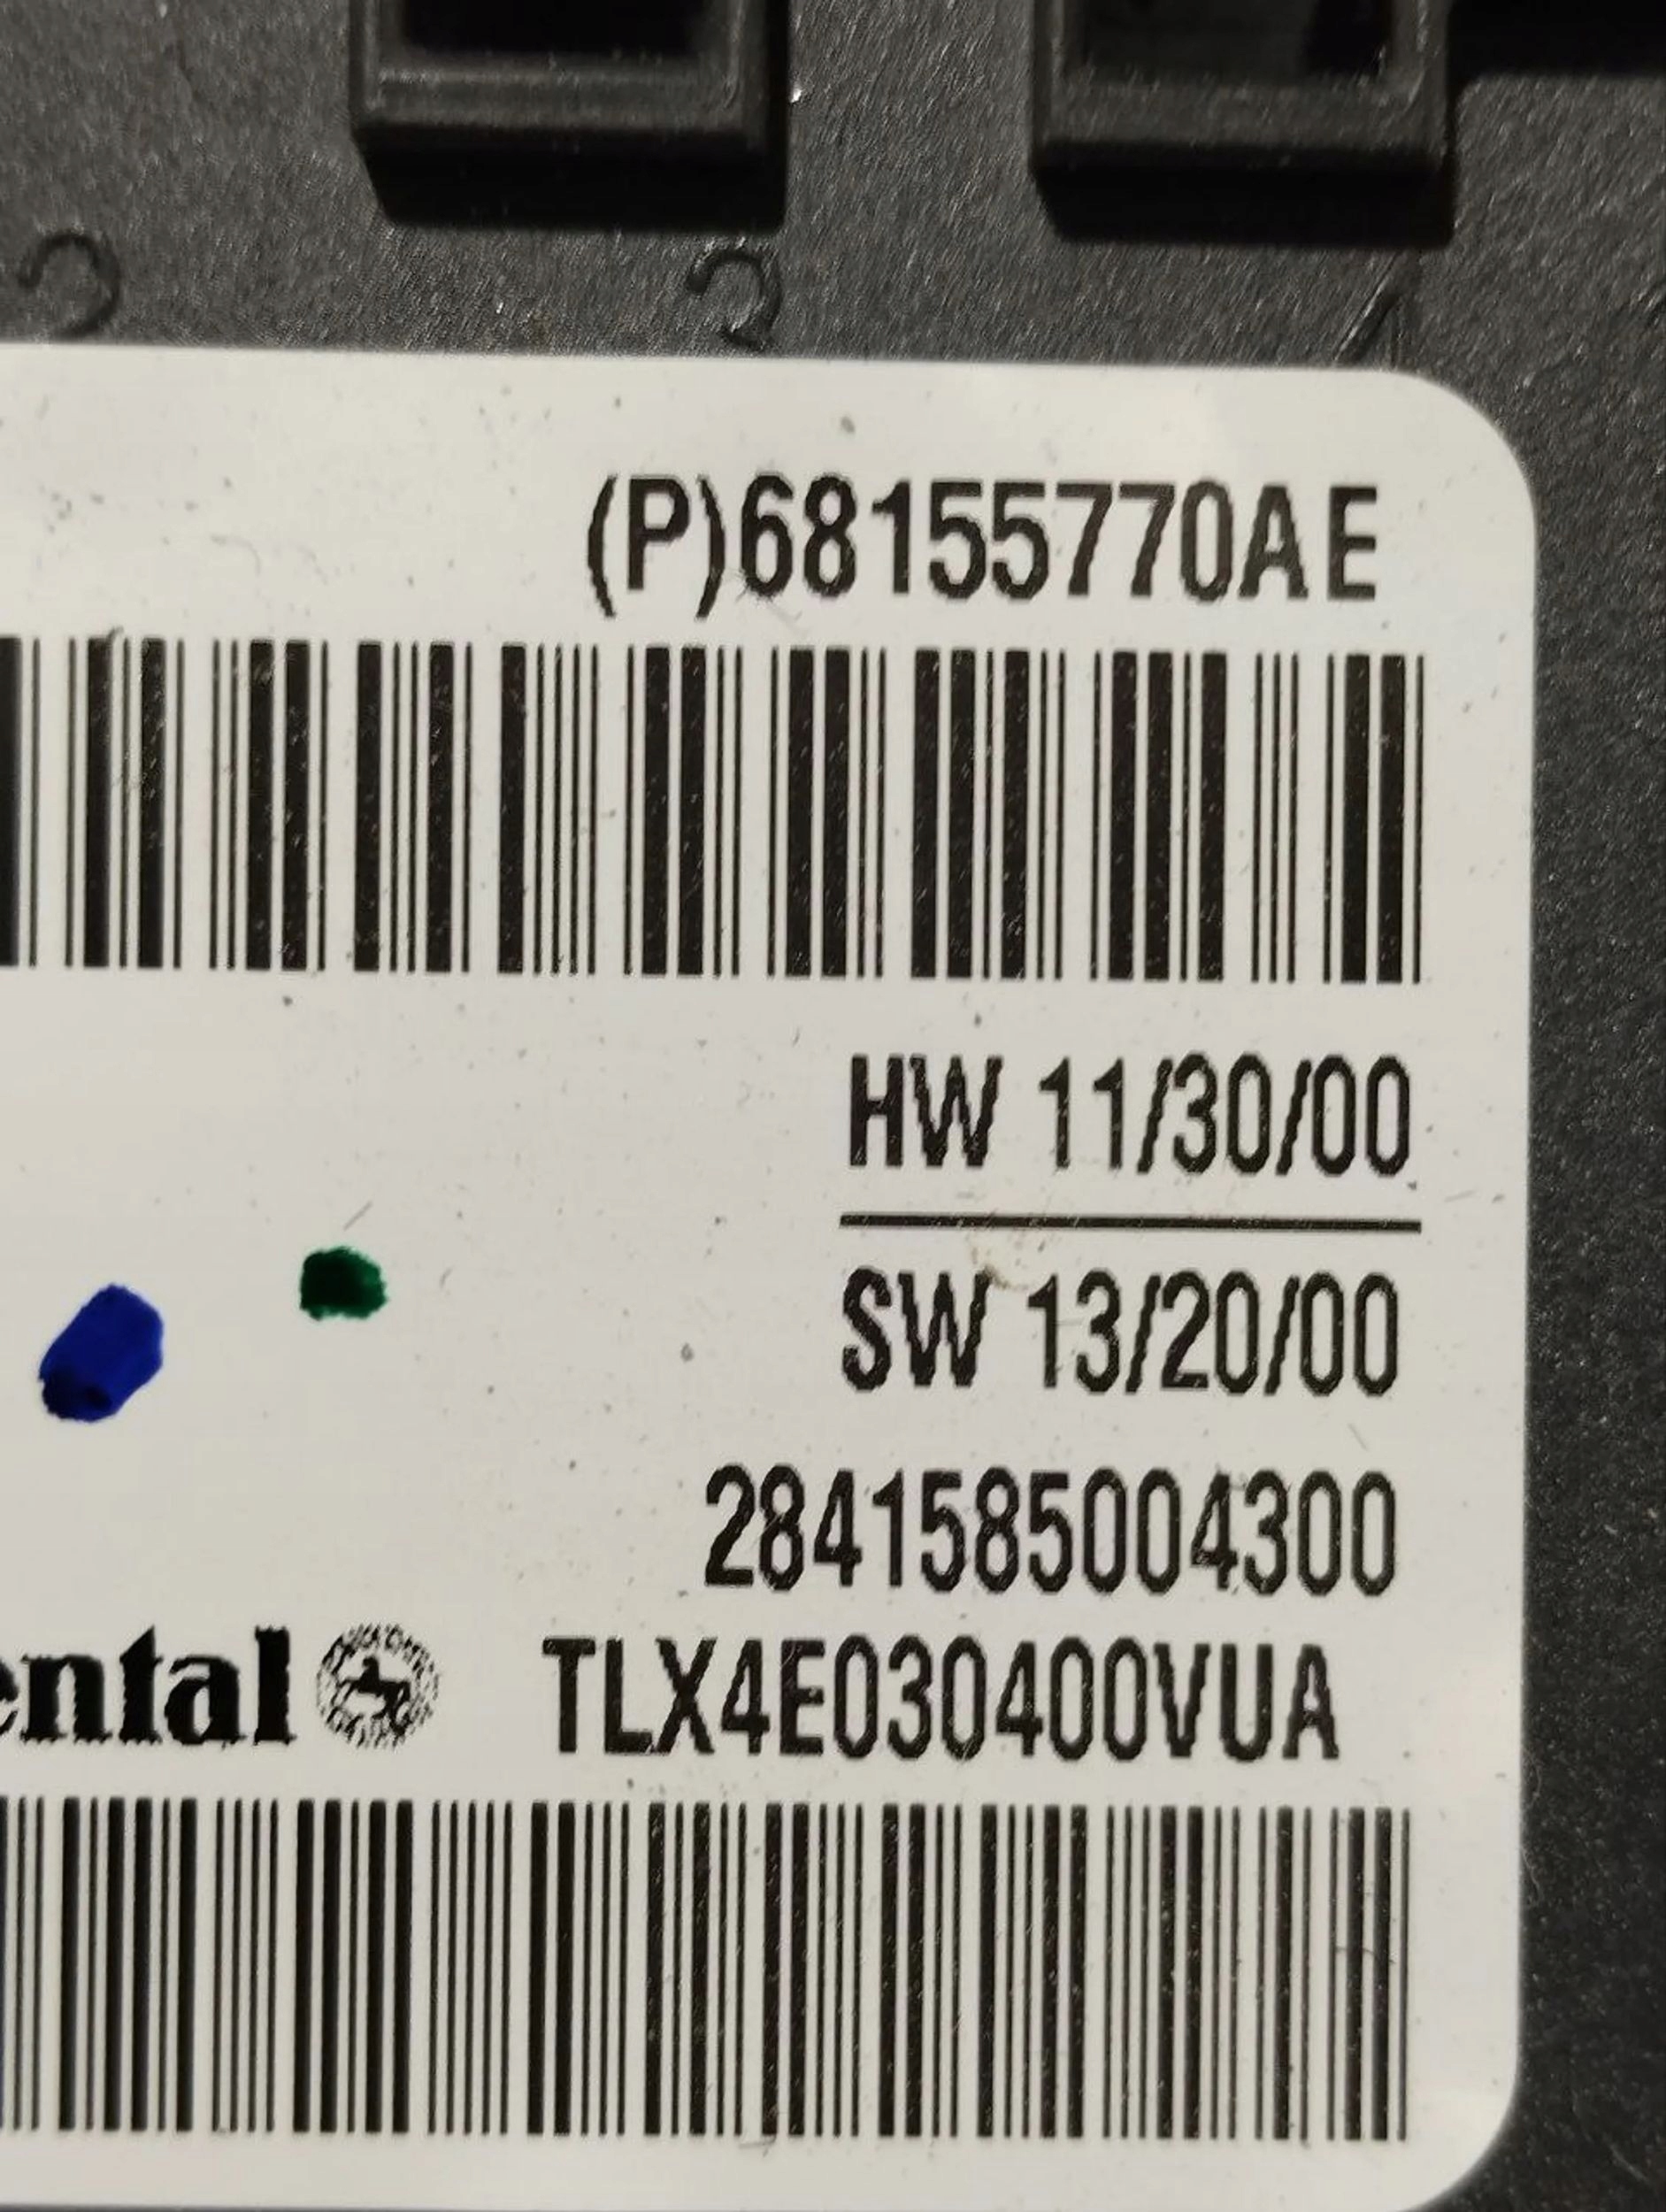 (P)68155770AE
HW 11/30/00
SW 13/20/00
2841585004300
ental TLX4E030400VUA